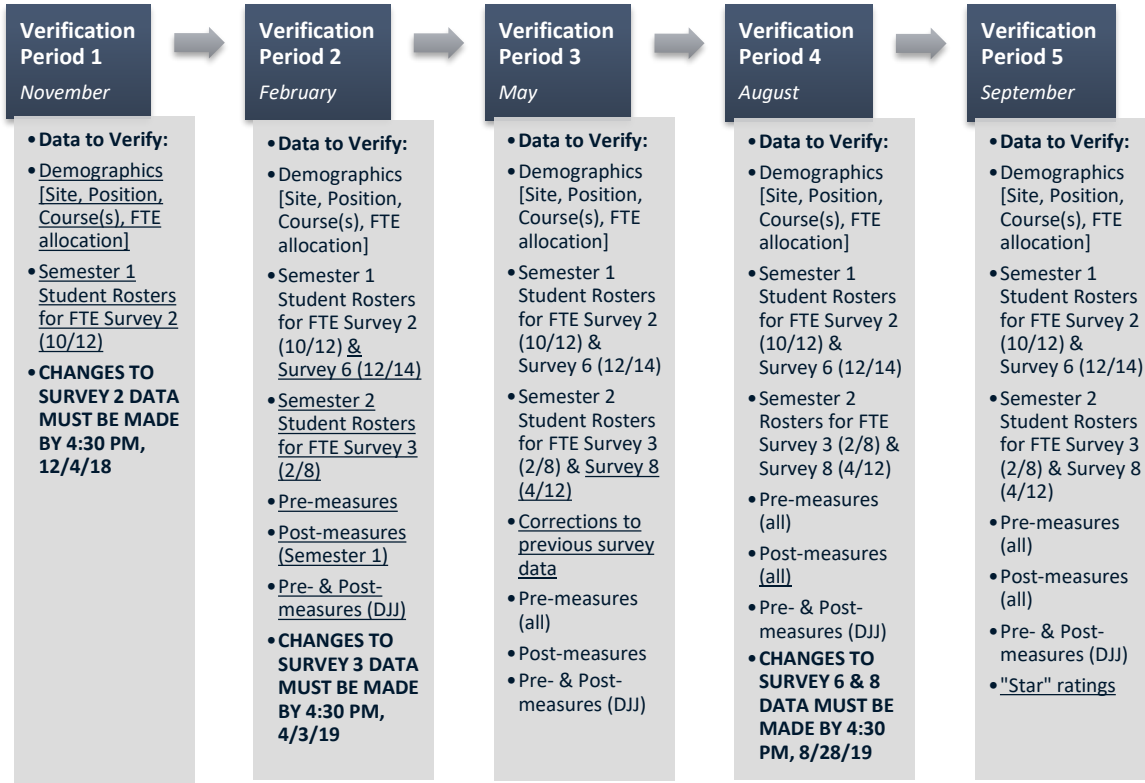 Verification
Period 1
November
• Data to Verify:
• Demographics
[Site, Position,
Course(s), FTE
allocation]
• Semester 1
Student Rosters
for FTE Survey 2
(10/12)
• CHANGES TO
SURVEY 2 DATA
MUST BE MADE
BY 4:30 PM,
12/4/18
Verification
Period 2
February
• Data to Verify:
• Demographics
[Site, Position,
Course(s), FTE
allocation]
• Semester 1
Student Rosters
for FTE Survey 2
(10/12) &
Survey 6 (12/14)
• Semester 2
Student Rosters
for FTE Survey 3
(2/8)
• Pre-measures
• Post-measures
(Semester 1)
• Pre- & Post-
measures (DJJ)
• CHANGES TO
SURVEY 3 DATA
MUST BE MADE
BY 4:30 PM,
4/3/19
Verification
Period 3
May
• Data to Verify:
• Demographics
[Site, Position,
Course(s), FTE
allocation]
• Semester 1
Student Rosters
for FTE Survey 2
(10/12) &
Survey 6 (12/14)
• Semester 2
Student Rosters
for FTE Survey 3
(2/8) & Survey 8
(4/12)
• Corrections to
previous survey
data
• Pre-measures
(all)
• Post-measures
• Pre- & Post-
measures (DJJ)
Verification
Period 4
August
• Data to Verify:
• Demographics
[Site, Position,
Course(s), FTE
allocation]
• Semester 1
Student Rosters
for FTE Survey 2
(10/12) &
Survey 6 (12/14)
• Semester 2
Rosters for FTE
Survey 3 (2/8) &
Survey 8 (4/12)
• Pre-measures
(all)
• Post-measures
(all)
• Pre- & Post-
measures (DJJ)
• CHANGES TO
SURVEY 6 & 8
DATA MUST BE
MADE BY 4:30
PM, 8/28/19
Verification
Period 5
September
• Data to Verify:
• Demographics
[Site, Position,
Course(s), FTE
allocation]
• Semester 1
Student Rosters
for FTE Survey 2
(10/12) &
Survey 6 (12/14)
• Semester 2
Student Rosters
for FTE Survey 3
(2/8) & Survey 8
(4/12)
• Pre-measures
(all)
• Post-measures
(all)
• Pre- & Post-
measures (DJJ)
• "Star" ratings